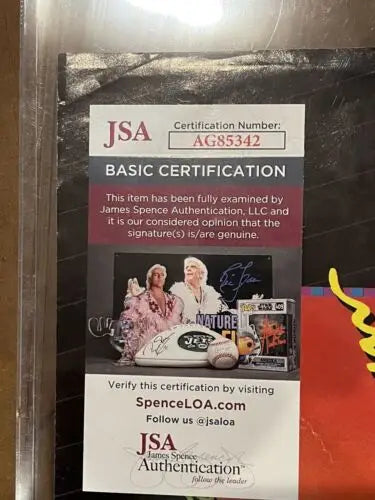 JSA
Certification Number:
AG85342
BASIC CERTIFICATION
This item has been fully examined by
James Spence Authentication, LLC and
it is our considered opinion that the
signature(s) is/are genuine.
NATURE
JETS
Verify this certification by visiting
SpenceLOA.com
Follow us @jsaloa
JSA
James Spence
Authentication™
follow the leader